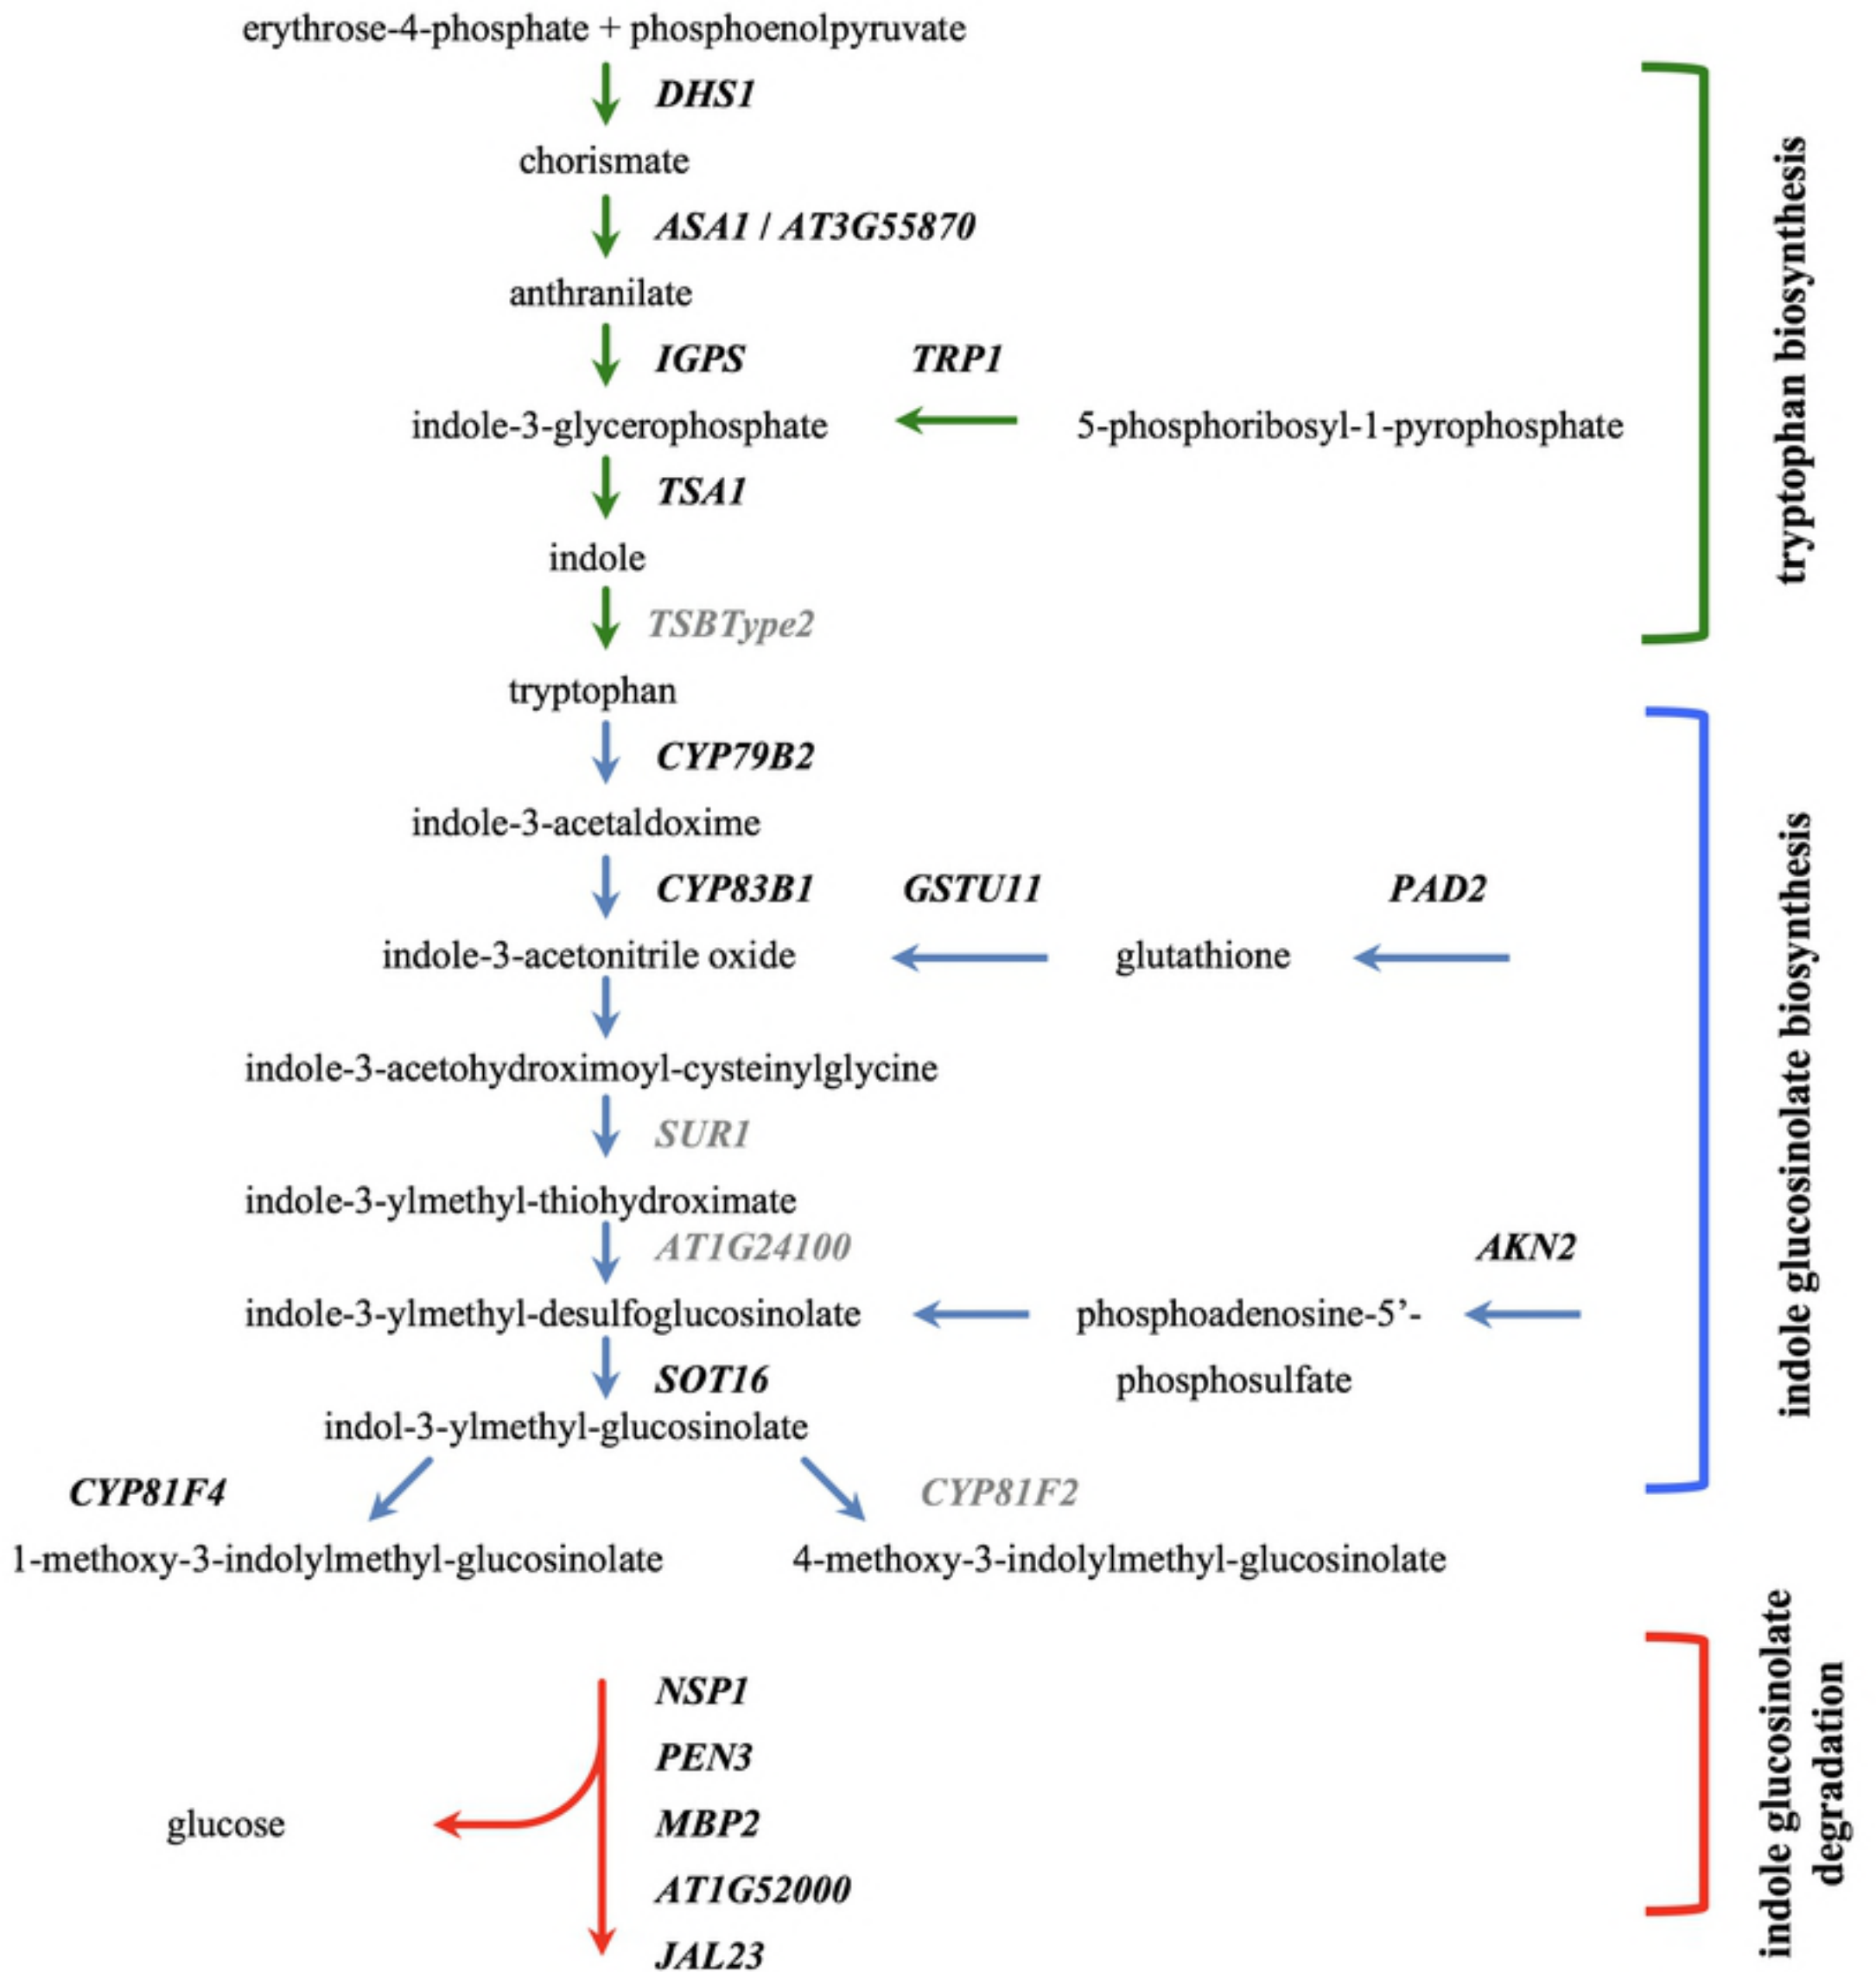 erythrose-4-phosphate + phosphoenolpyruvate
DHS1
chorismate
ASA1 / AT3G55870
anthranilate
IGPS
TRP1
indole-3-glycerophosphate
5-phosphoribosyl-1-pyrophosphate
TSA1
indole
TSBType2
tryptophan biosynthesis
tryptophan
CYP79B2
indole-3-acetaldoxime
CYP83B1
GSTU11
PAD2
indole-3-acetonitrile oxide
glutathione
indole-3-acetohydroximoyl-cysteinylglycine
SUR1
indole-3-ylmethyl-thiohydroximate
AT1G24100
AKN2
indole-3-ylmethyl-desulfoglucosinolate
phosphoadenosine-5’-
phosphosulfate
SOT16
indol-3-ylmethyl-glucosinolate
CYP81F4
CYP81F2
1-methoxy-3-indolylmethyl-glucosinolate
4-methoxy-3-indolylmethyl-glucosinolate
indole glucosinolate biosynthesis
NSP1
PEN3
MBP2
glucose
AT1G52000
JAL23
indole glucosinolate
degradation